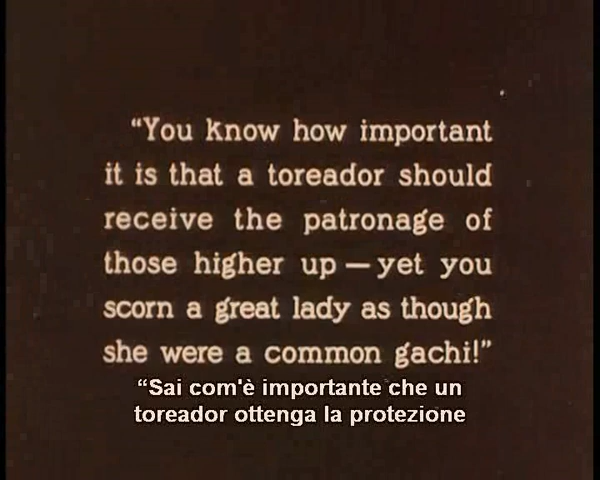 “You know how important
it is that a toreador should
receive the patronage of
those higher up — yet you
scorn a great lady as though
she were a common gachi!”
“Sai com'è importante che un
toreador ottenga la protezione